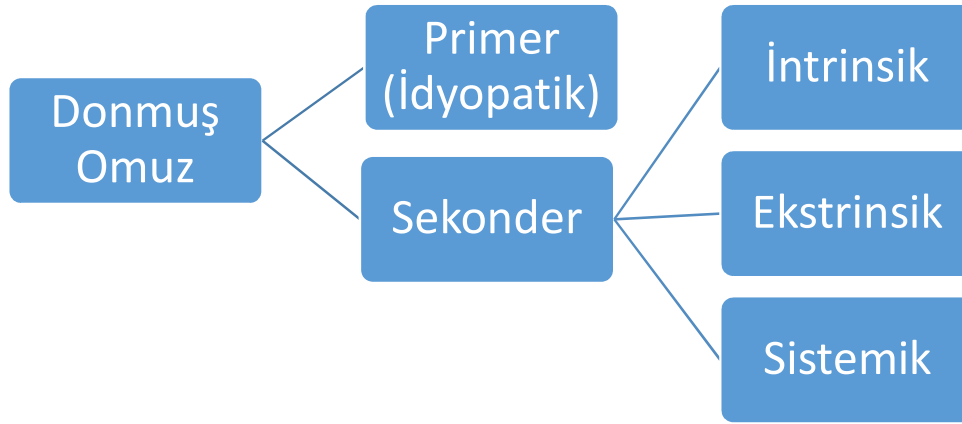 Donmuş
Omuz
Primer
(İdyopatik)
Sekonder
İntrinsik
Ekstrinsik
Sistemik